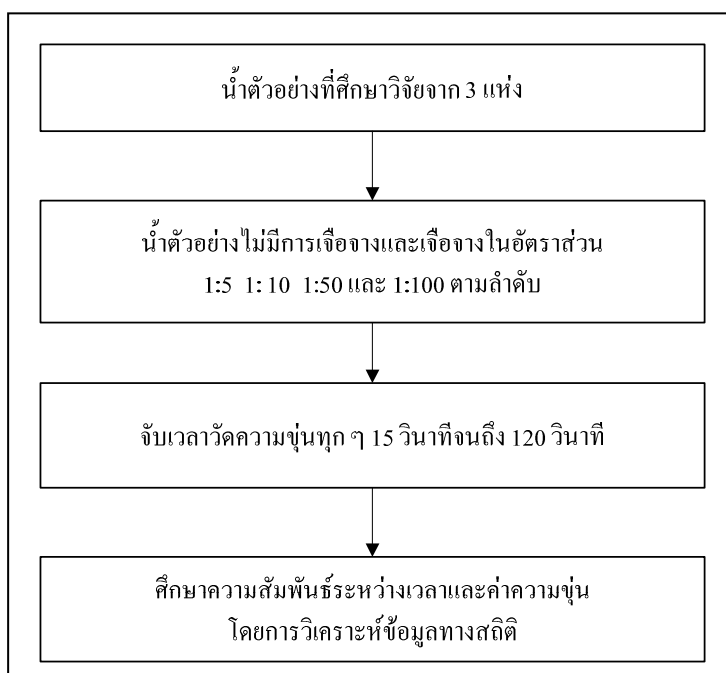 น้ำตัวอย่างที่ศึกษาวิจัยจาก 3 แห่ง
น้ำตัวอย่างไม่มีการเจือจางและเจือจางในอัตราส่วน
1:5 1: 10 1:50 และ 1:100 ตามลำดับ
จับเวลาวัดความขุ่นทุก ๆ 15 วินาทีจนถึง 120 วินาที
ศึกษาความสัมพันธ์ระหว่างเวลาและค่าความขุ่น
โดยการวิเคราะห์ข้อมูลทางสถิติ